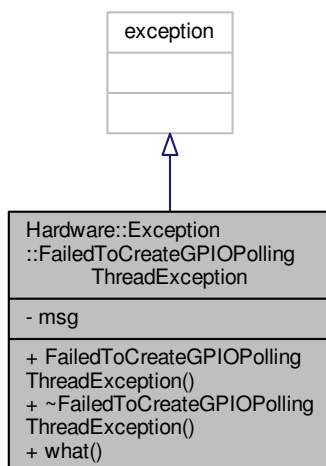 exception
Hardware::Exception
::FailedToCreateGPIOPolling
ThreadException
- msg
+ FailedToCreateGPIOPolling
ThreadException()
+ ~FailedToCreateGPIOPolling
ThreadException()
+ what()